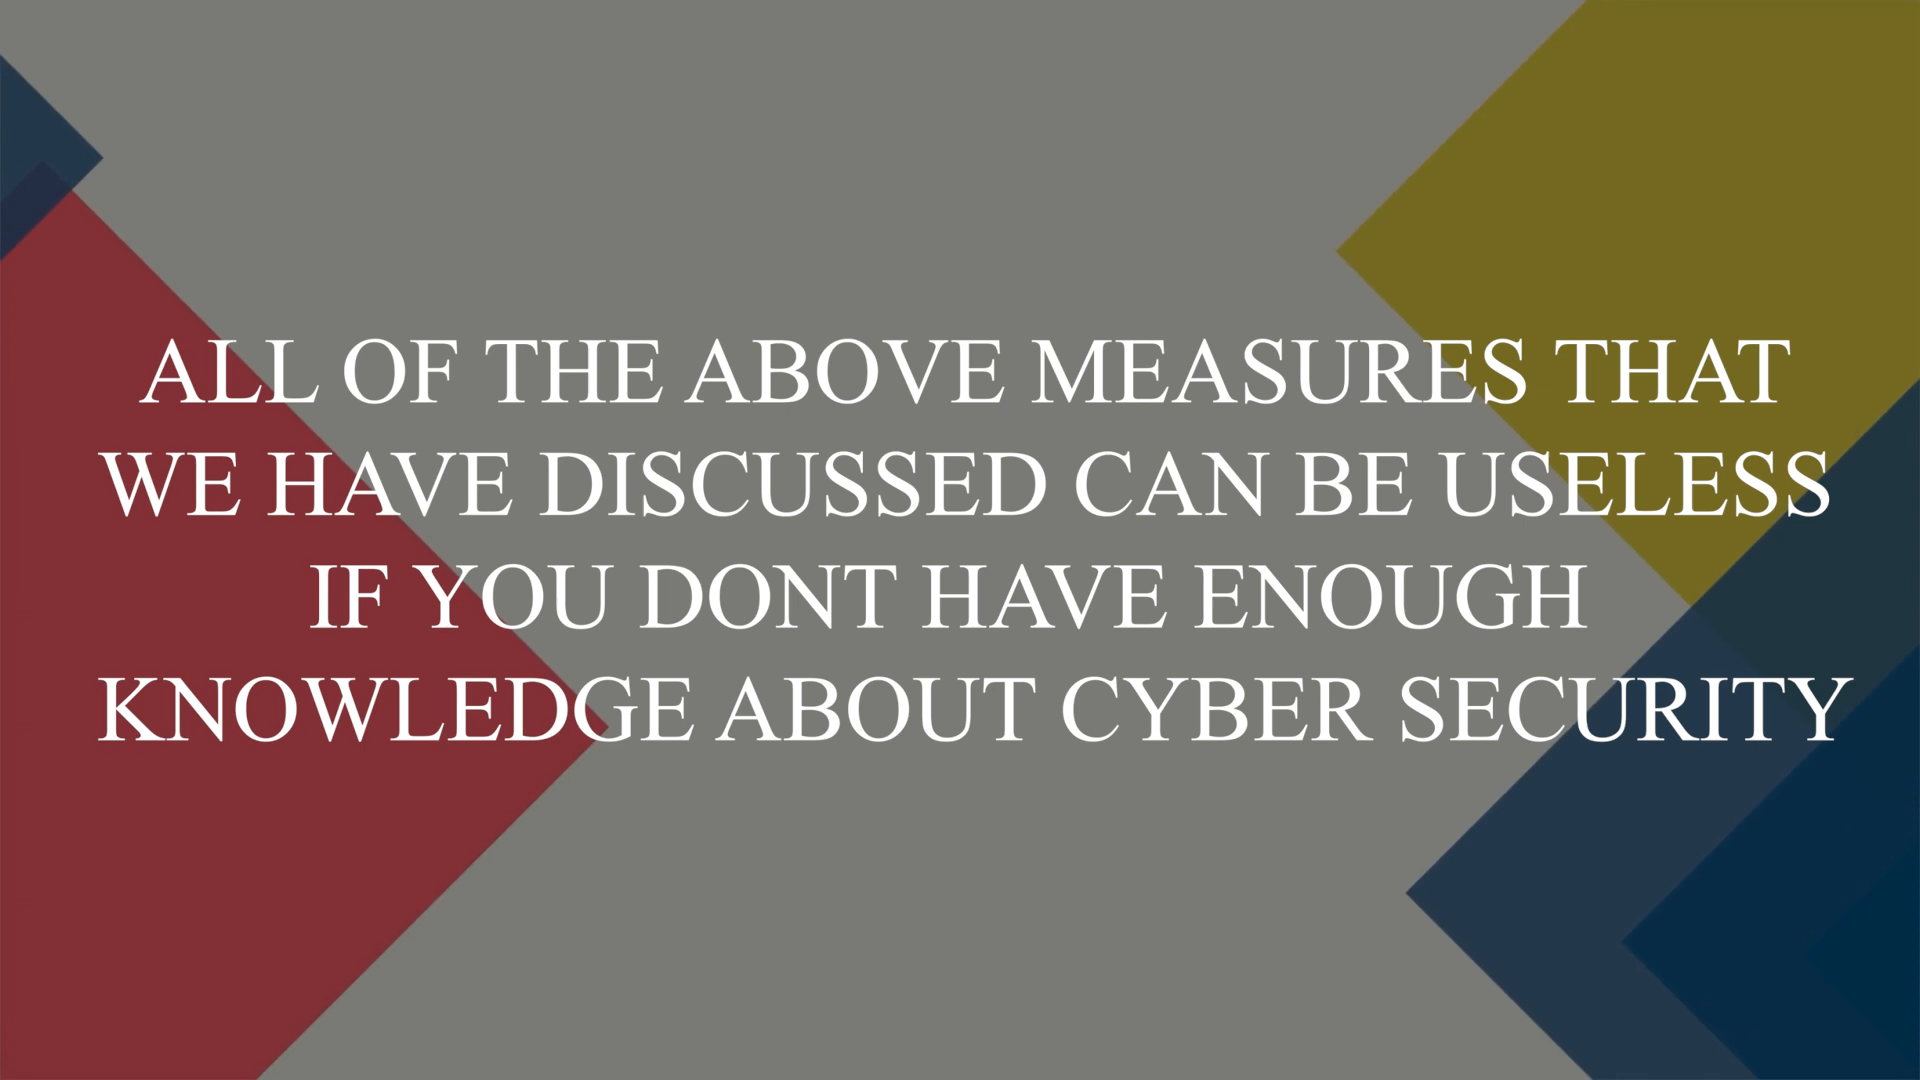 ALL OF THE ABOVE MEASURES THAT
WE HAVE DISCUSSED CAN BE USELESS
IF YOU DONT HAVE ENOUGH
KNOWLEDGE ABOUT CYBER SECURITY